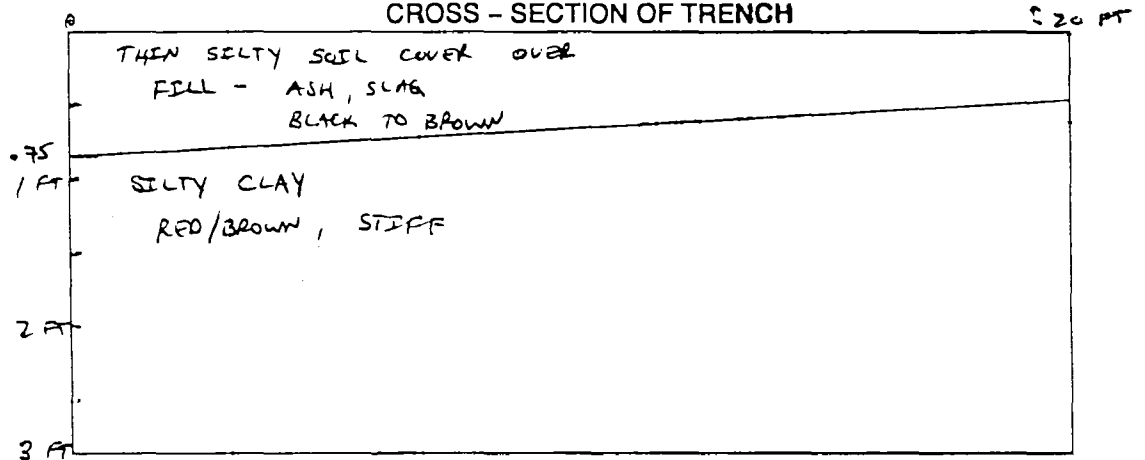 CROSS – SECTION OF TRENCH
0
20 FT
THIN SILTY SOIL COVER OVER
FILL - ASH, SLAG
BLACK TO BROWN
.75
1 FT
SILTY CLAY
RED/BROWN, STIFF
2 FT
3 FT